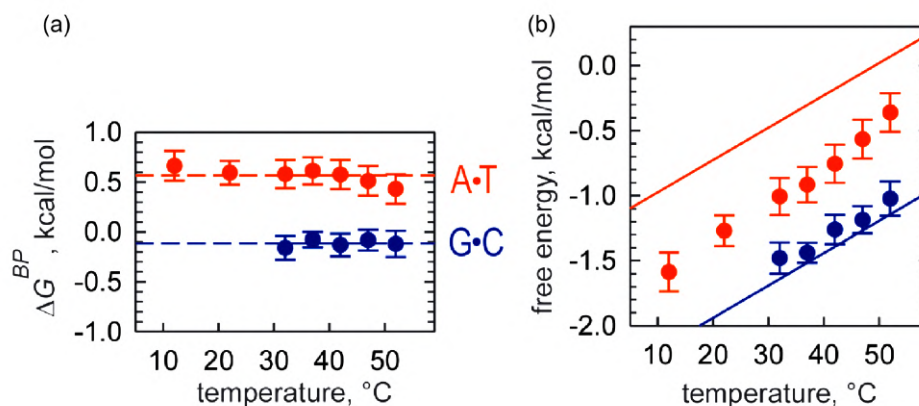 (a)
ΔG^BP, kcal/mol
1.0
0.5
0.0
-0.5
-1.0
10 20 30 40 50
temperature, °C
A•T
G•C
(b)
free energy, kcal/mol
0.0
-0.5
-1.0
-1.5
-2.0
10 20 30 40 50
temperature, °C